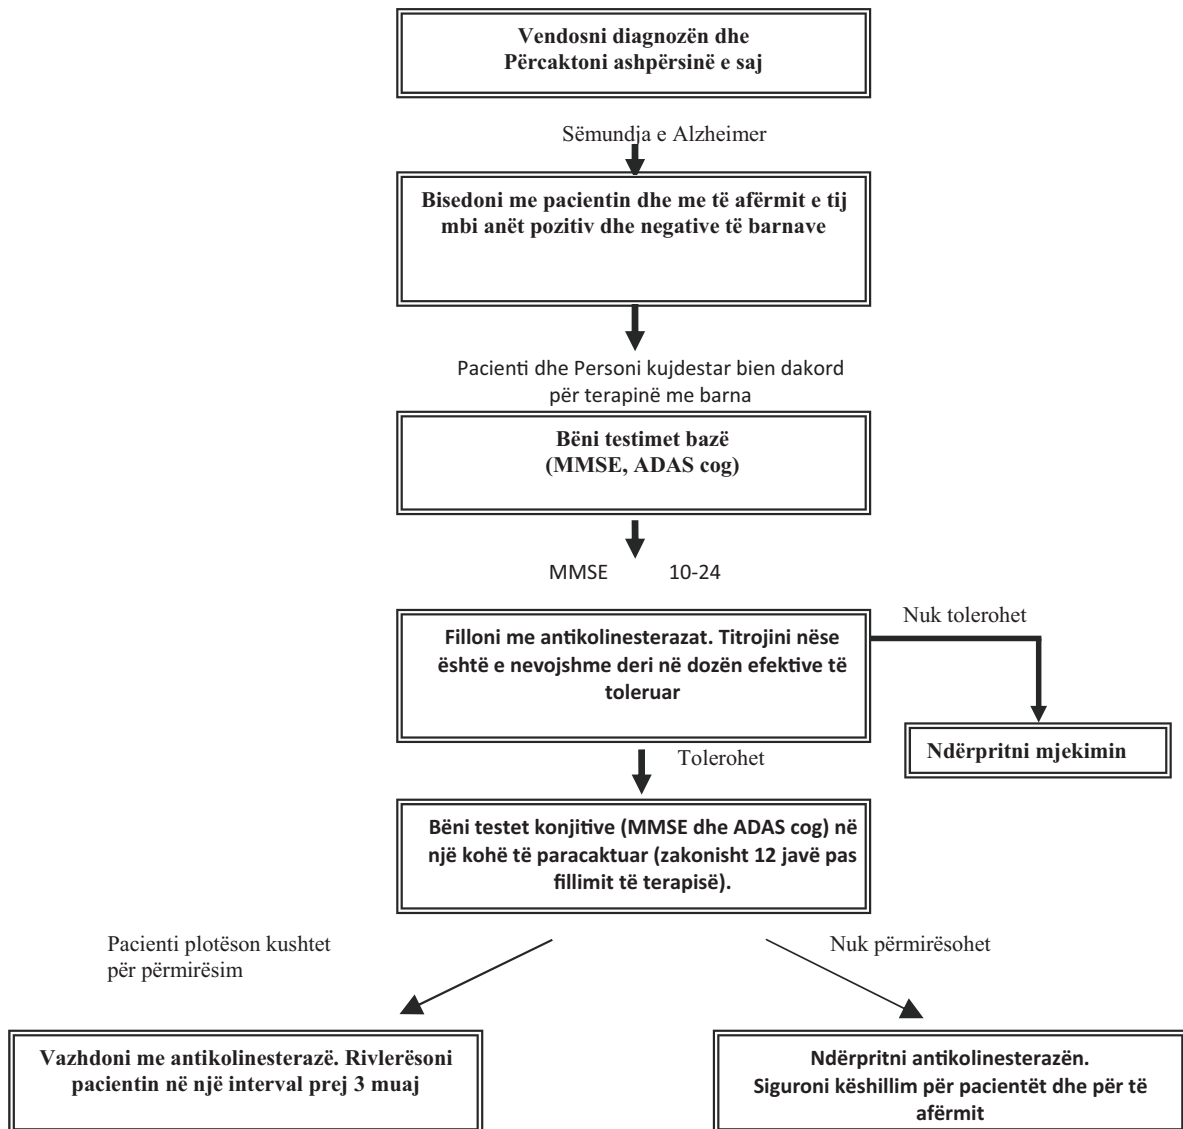 Vendosni diagnozën dhe
Përcaktoni ashpërsinë e saj
Sëmundja e Alzheimer
Bisedoni me pacientin dhe me të afërmit e tij
mbi anët pozitiv dhe negative të barnave
Pacienti dhe Personi kujdestar bien dakord
për terapinë me barna
Bëni testimet bazë
(MMSE, ADAS cog)
MMSE 10-24
Nuk tolerohet
Filloni me antikolinesterazat. Titrojini nëse
është e nevojshme deri në dozën efektive të
toleruar
Ndërpritni mjekimin
Tolerohet
Bëni testet konjitive (MMSE dhe ADAS cog) në
një kohë të paracaktuar (zakonisht 12 javë pas
fillimit të terapisë).
Pacienti plotëson kushtet
për përmirësim
Nuk përmirësohet
Vazhdoni me antikolinesterazë. Rivlerësoni
pacientin në një interval prej 3 muaj
Ndërpritni antikolinesterazën.
Siguroni këshillim për pacientët dhe për të
afërmit